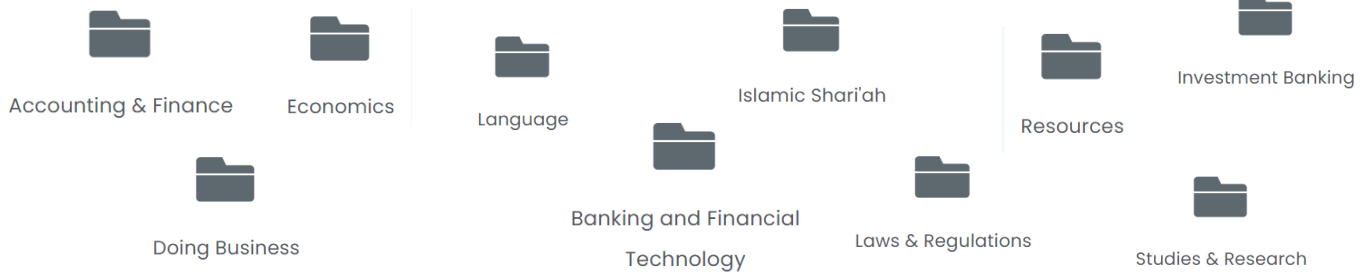 Accounting & Finance
Economics
Language
Islamic Shari'ah
Resources
Investment Banking
Doing Business
Banking and Financial
Technology
Laws & Regulations
Studies & Research